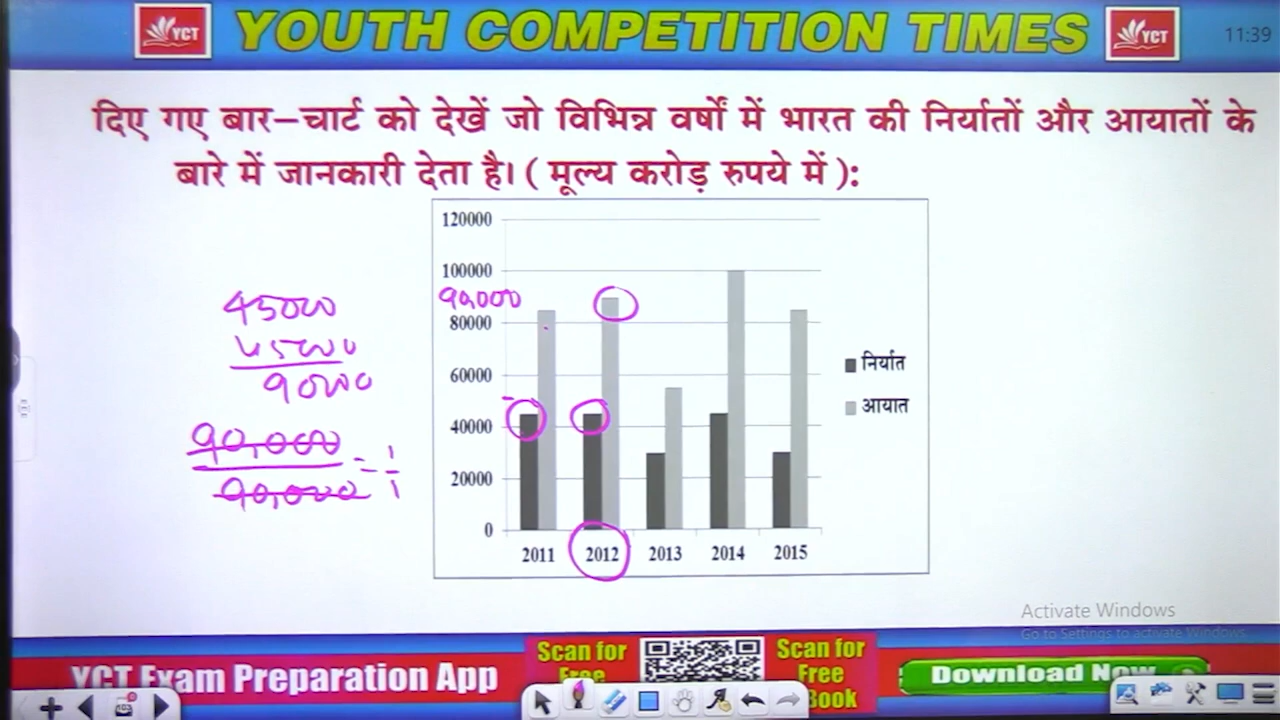 YCT YOUTH COMPETITION TIMES YCT 11:39
दिए गए बार-चार्ट को देखें जो विभिन्न वर्षों में भारत की निर्यातों और आयातों के
बारे में जानकारी देता है। ( मूल्य करोड़ रुपये में ):
120000
100000
90,000
80000
60000
40000
20000
0
2011 2012 2013 2014 2015
निर्यात
आयात
45000
45000
90000
90,000
90,000
= 1
1
Activate Windows
Go to Settings to activate Windows.
YCT Exam Preparation App
Scan for
Free
Scan for
Free
Book
Download Now